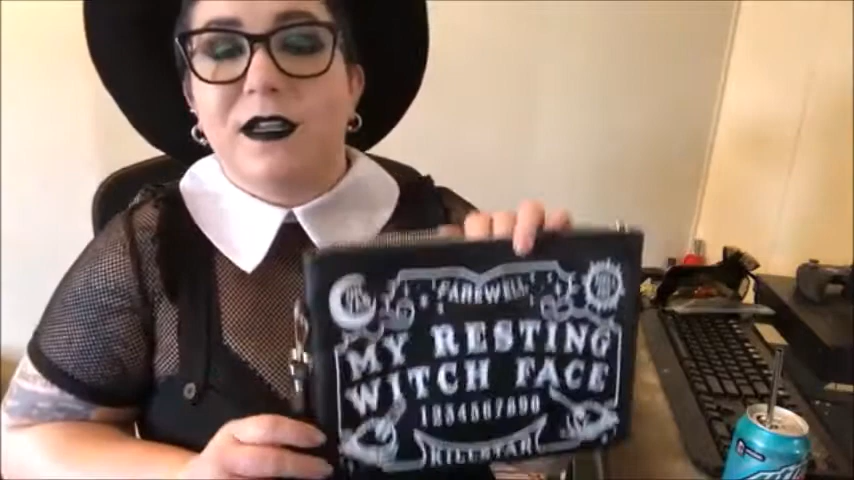 FAREWELL
MY RESTING
WITCH FACE
1234567890
KILLSTAR